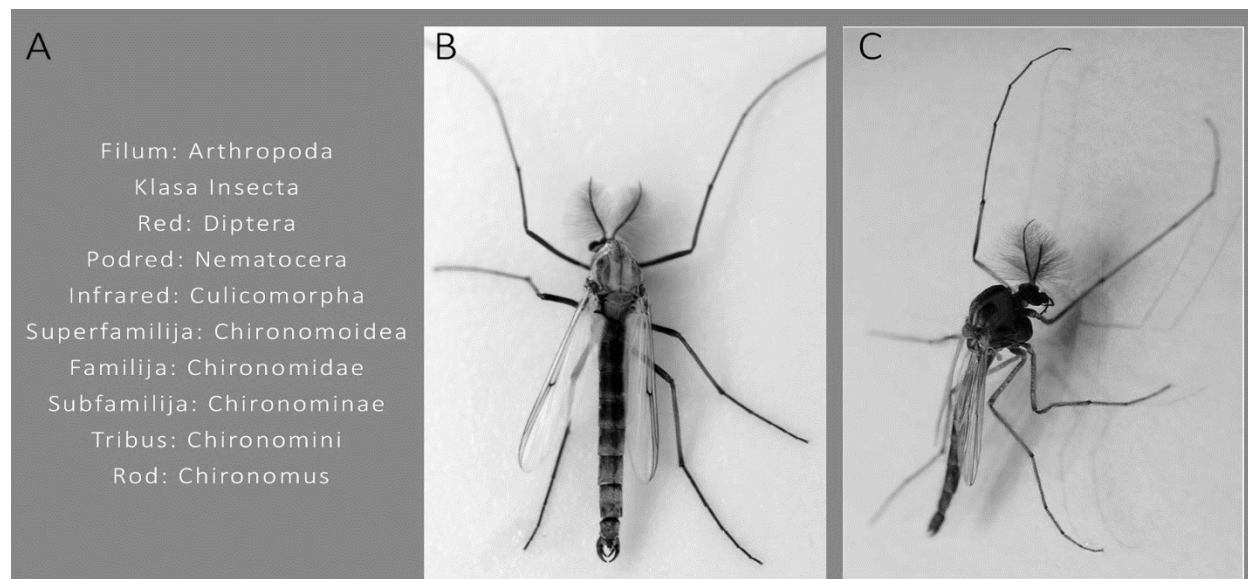 A
Filum: Arthropoda
Klasa Insecta
Red: Diptera
Podred: Nematocera
Infrared: Culicomorpha
Superfamilija: Chironomoidea
Familija: Chironomidae
Subfamilija: Chironominae
Tribus: Chironomini
Rod: Chironomus
B
C